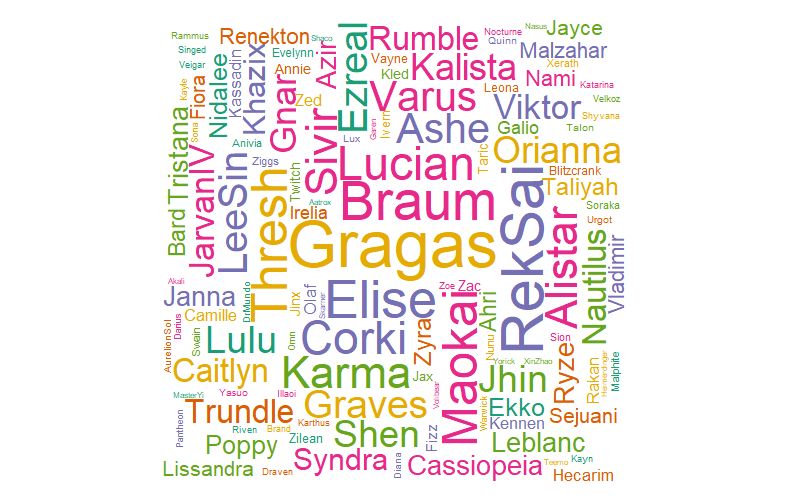 Rammus
Singed
Veigar
Renekton
Evelynn
Shaco
Rumble
Nocturne
Quinn
Nasus
Jayce
Malzahar
Xerath
Kayle
Fiora
Nidalee
Kassadin
Khazix
Annie
Zed
Gnar
Azir
Sivir
Ezreal
Vayne
Kled
Kalista
Varus
Leona
Nami
Katarina
Velkoz
Viktor
Shyvana
Talon
Galio
Sona
Tristana
Anivia
Ziggs
Lux
Garen
Ivern
Ashe
Orianna
Taric
Blitzcrank
Taliyah
Soraka
Urgot
Bard
JarvanIV
LeeSin
Thresh
Twitch
Aatrox
Irelia
Lucian
Braum
Gragas
RekSai
Alistar
Nautilus
Vladimir
Akali
Janna
Camille
DrMundo
Jinx
Olaf
Skarner
Elise
Zoe
Zac
Maokai
Ahri
Nunu
Sion
AurelionSol
Darius
Swain
Lulu
Ornn
Corki
Zyra
Yorick
XinZhao
Ryze
Rakan
Heimerdinger
Malphite
Caitlyn
Karma
Jax
Jhin
MasterYi
Yasuo
Illaoi
Graves
Volibear
Warwick
Ekko
Kennen
Sejuani
Trundle
Pantheon
Riven
Brand
Karthus
Shen
Fizz
Leblanc
Poppy
Zilean
Lissandra
Draven
Syndra
Diana
Cassiopeia
Teemo
Kayn
Hecarim